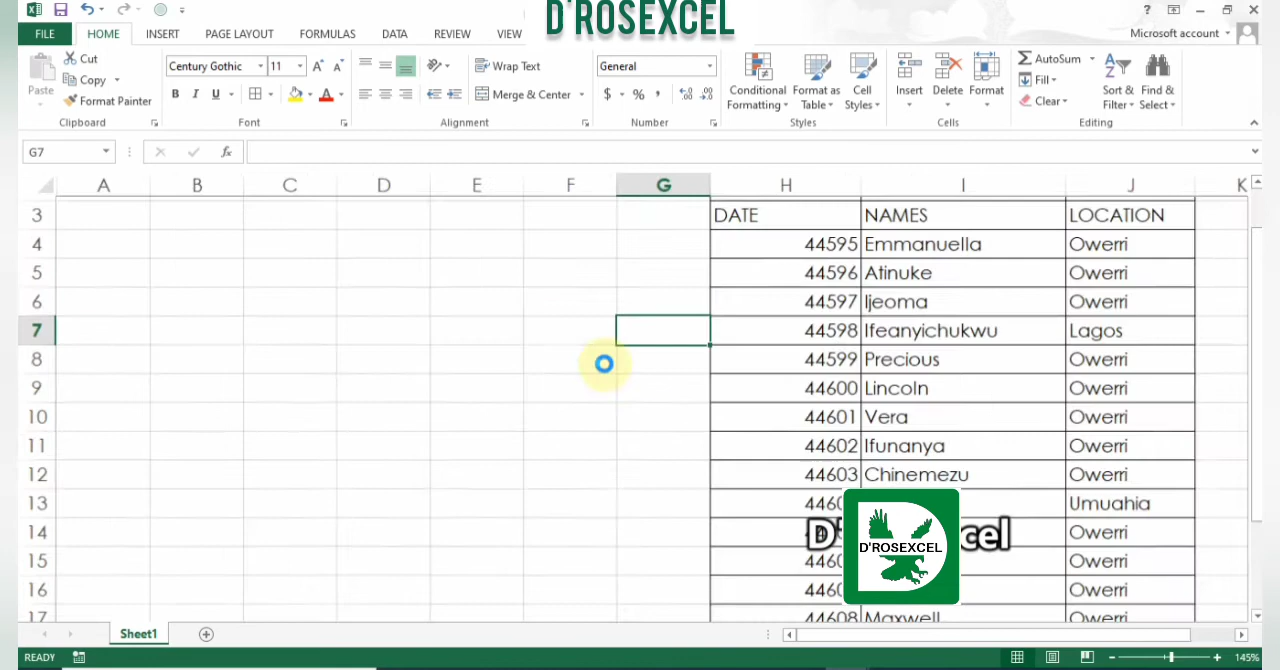 D'ROSEXCEL
Microsoft account
FILE HOME INSERT PAGE LAYOUT FORMULAS DATA REVIEW VIEW
Cut
Copy
Format Painter
Paste
Clipboard
Century Gothic 11
B I U
Font
Wrap Text
Merge & Center
Alignment
General
$ % ,
Number
Conditional Formatting
Format as Table
Cell Styles
Styles
Insert Delete Format
Cells
AutoSum
Fill
Clear
Sort & Filter
Find & Select
Editing
G7 fx
A B C D E F G H I J K
3 DATE NAMES LOCATION
4 44595 Emmanuella Owerri
5 44596 Atinuke Owerri
6 44597 Ijeoma Owerri
7 44598 Ifeanyichukwu Lagos
8 44599 Precious Owerri
9 44600 Lincoln Owerri
10 44601 Vera Owerri
11 44602 Ifunanya Owerri
12 44603 Chinemezu Owerri
13 Umuahia
14 Owerri
15 Owerri
16 Owerri
17 44608 Maxwell Owerri
D'ROSEXCEL
Sheet1
READY 145%